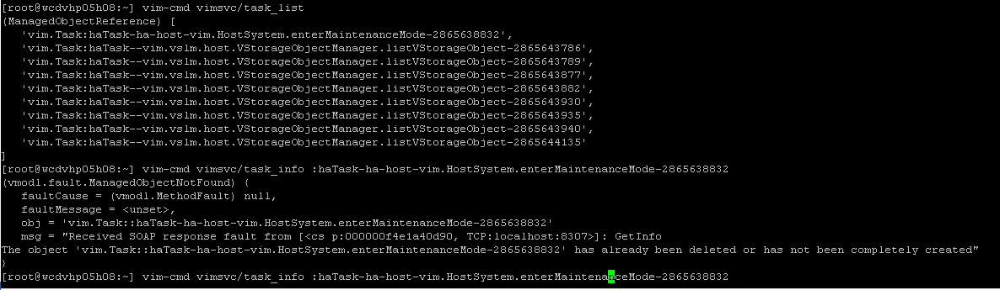 [root@wcdvhp05h08:~] vim-cmd vimsvc/task_list
(ManagedObjectReference) [
   'vim.Task:haTask-ha-host-vim.HostSystem.enterMaintenanceMode-2865638832',
   'vim.Task:haTask--vim.vslm.host.VStorageObjectManager.listVStorageObject-2865643786',
   'vim.Task:haTask--vim.vslm.host.VStorageObjectManager.listVStorageObject-2865643789',
   'vim.Task:haTask--vim.vslm.host.VStorageObjectManager.listVStorageObject-2865643877',
   'vim.Task:haTask--vim.vslm.host.VStorageObjectManager.listVStorageObject-2865643882',
   'vim.Task:haTask--vim.vslm.host.VStorageObjectManager.listVStorageObject-2865643930',
   'vim.Task:haTask--vim.vslm.host.VStorageObjectManager.listVStorageObject-2865643935',
   'vim.Task:haTask--vim.vslm.host.VStorageObjectManager.listVStorageObject-2865643940',
   'vim.Task:haTask--vim.vslm.host.VStorageObjectManager.listVStorageObject-2865644135'
]
[root@wcdvhp05h08:~] vim-cmd vimsvc/task_info :haTask-ha-host-vim.HostSystem.enterMaintenanceMode-2865638832
(vmodl.fault.ManagedObjectNotFound) {
   faultCause = (vmodl.MethodFault) null,
   faultMessage = <unset>,
   obj = 'vim.Task::haTask-ha-host-vim.HostSystem.enterMaintenanceMode-2865638832'
   msg = "Received SOAP response fault from [<cs p:000000f4e1a40d90, TCP:localhost:8307>]: GetInfo
The object 'vim.Task::haTask-ha-host-vim.HostSystem.enterMaintenanceMode-2865638832' has already been deleted or has not been completely created"
}
[root@wcdvhp05h08:~] vim-cmd vimsvc/task_info :haTask-ha-host-vim.HostSystem.enterMaintenanceMode-2865638832